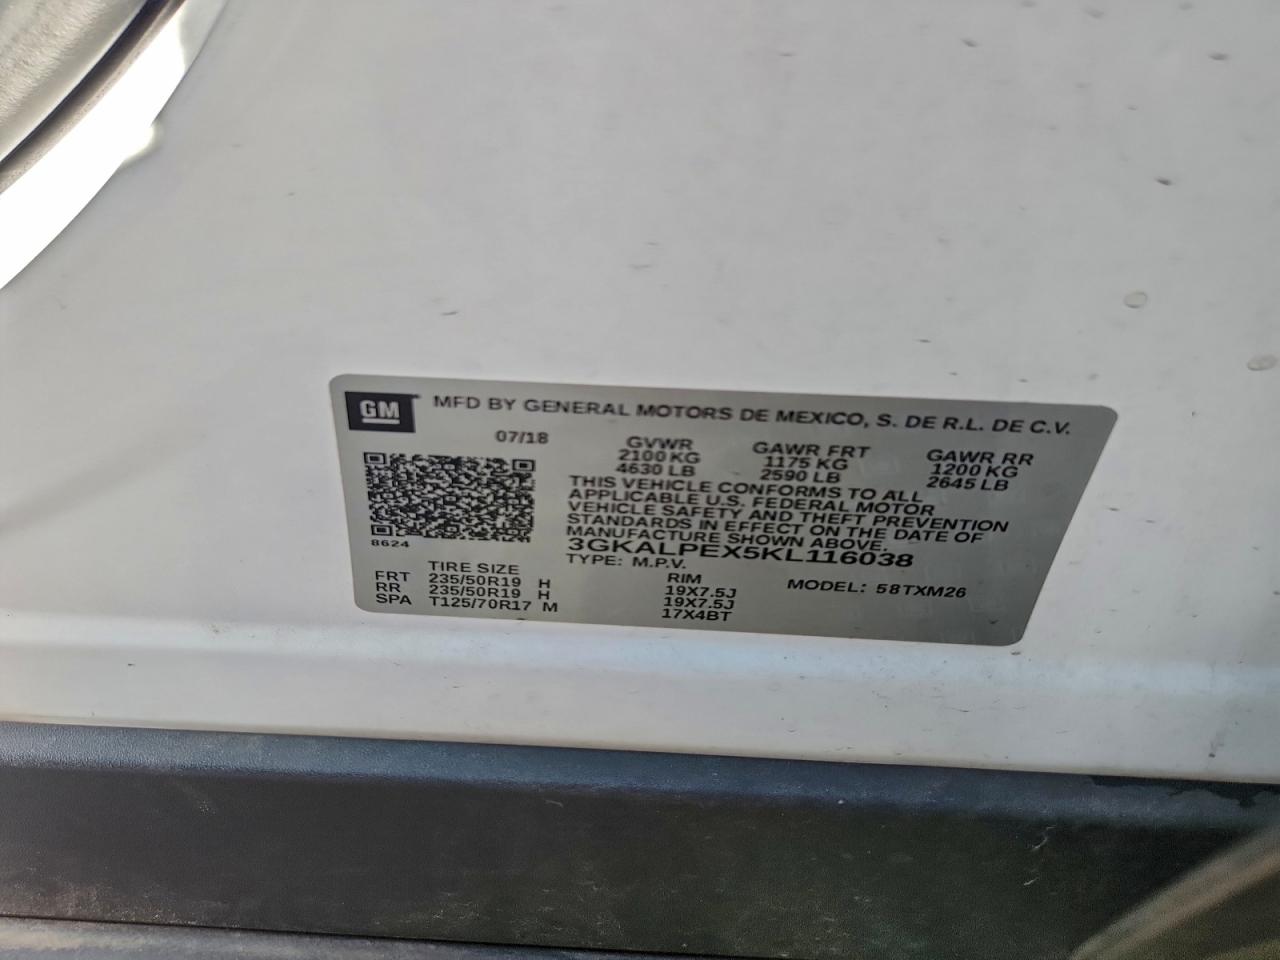 GM MFD BY GENERAL MOTORS DE MEXICO, S. DE R.L. DE C.V.
07/18 GVWR GAWR FRT GAWR RR
2100 KG 1175 KG 1200 KG
4630 LB 2590 LB 2645 LB
THIS VEHICLE CONFORMS TO ALL
APPLICABLE U.S. FEDERAL MOTOR
VEHICLE SAFETY AND THEFT PREVENTION
STANDARDS IN EFFECT ON THE DATE OF
MANUFACTURE SHOWN ABOVE.
8624
3GKALPEX5KL116038
TYPE: M.P.V.
TIRE SIZE RIM MODEL: 58TXM26
FRT 235/50R19 H 19X7.5J
RR 235/50R19 H 19X7.5J
SPA T125/70R17 M 17X4BT